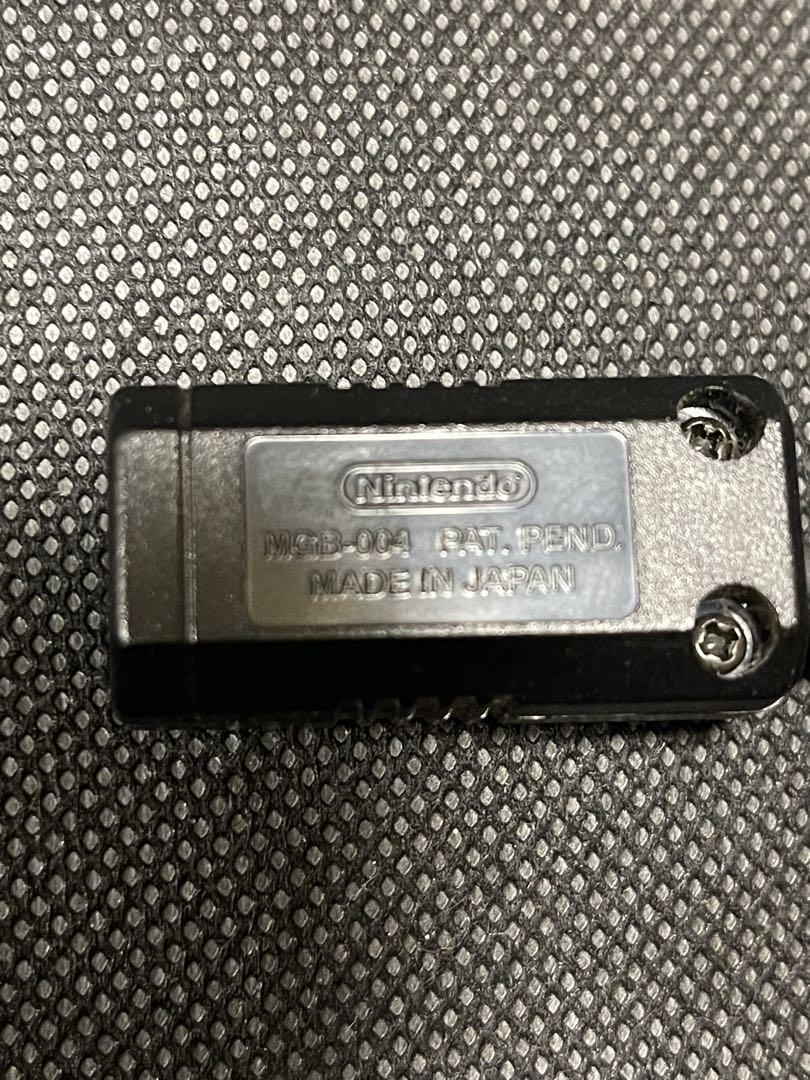 Nintendo
MGB-004 PAT. PEND.
MADE IN JAPAN